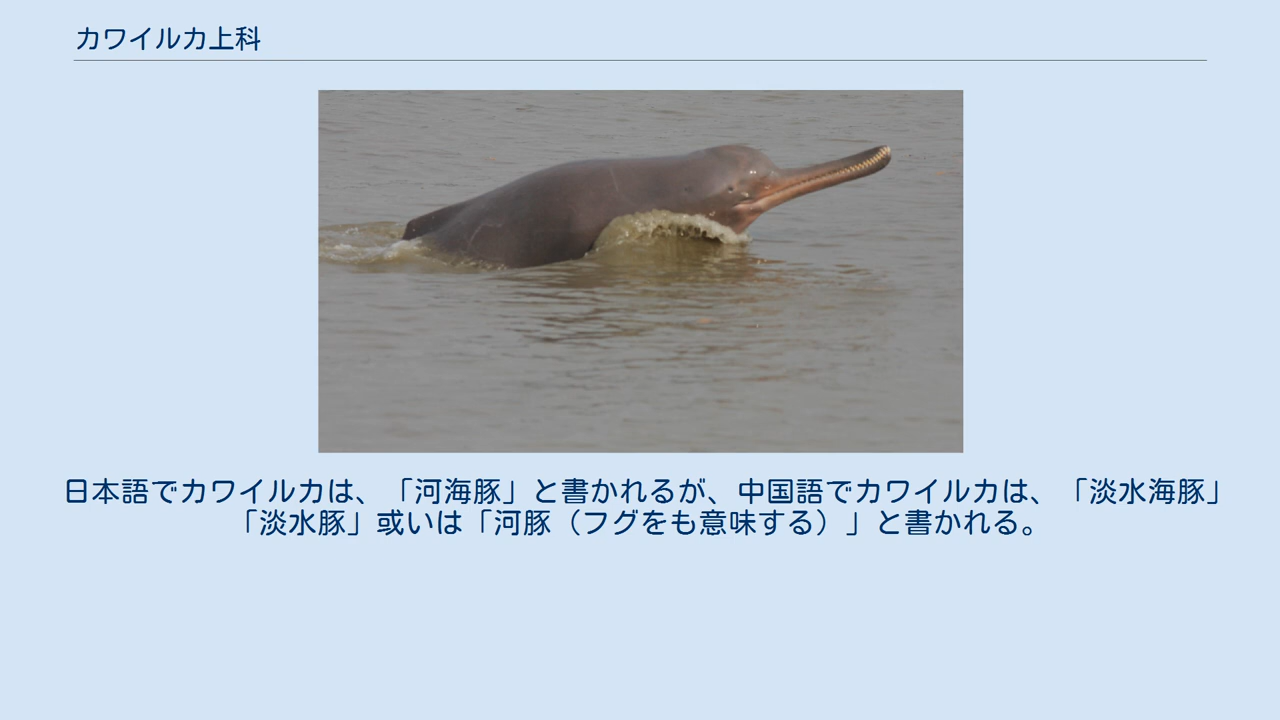 カワイルカ上科
日本語でカワイルカは、「河海豚」と書かれるが、中国語でカワイルカは、「淡水海豚」
「淡水豚」或いは「河豚（フグをも意味する）」と書かれる。